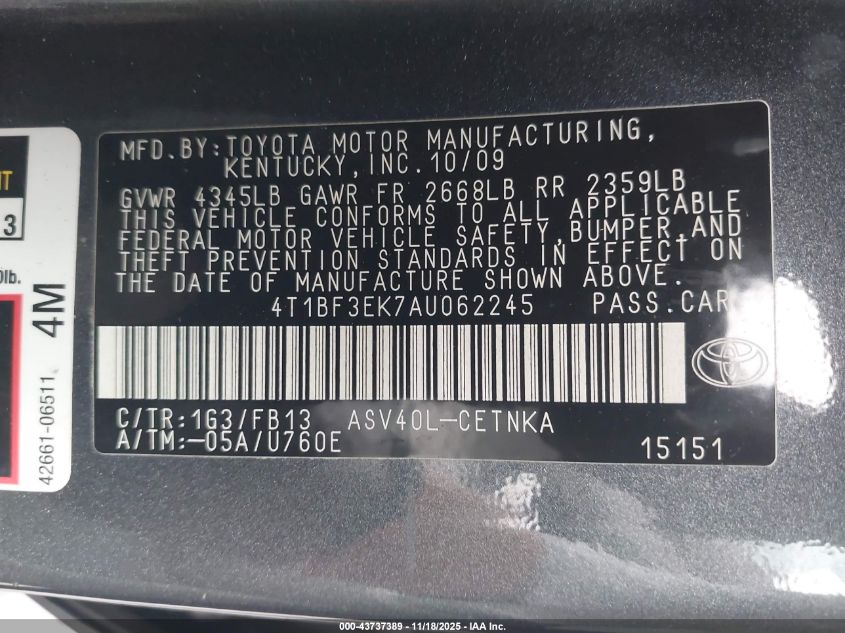 MFD.BY:TOYOTA MOTOR MANUFACTURING,
KENTUCKY,INC.10/09
GVWR 4345LB GAWR FR 2668LB RR 2359LB
THIS VEHICLE CONFORMS TO ALL APPLICABLE
FEDERAL MOTOR VEHICLE SAFETY,BUMPER,AND
THEFT PREVENTION STANDARDS IN EFFECT ON
THE DATE OF MANUFACTURE SHOWN ABOVE.
4T1BF3EK7AU062245 PASS.CAR
C/TR:1G3/FB13 ASV40L-CETNKA
A/TM:-05A/U760E
15151
3
lb.
4M
42661-06511
000-43737389 - 11/18/2025 - IAA Inc.